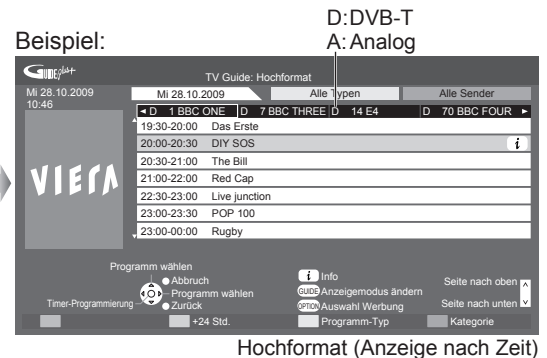 D:DVB-T
Beispiel: A:Analog
GUIDE Plus+
TV Guide: Hochformat
Mi 28.10.2009 Mi 28.10.2009 Alle Typen Alle Sender
10:46
◄ D 1 BBC ONE D 7 BBC THREE D 14 E4 D 70 BBC FOUR ►
19:30-20:00 Das Erste
20:00-20:30 DIY SOS i
20:30-21:00 The Bill
VIERA
21:00-22:00 Red Cap
22:30-23:00 Live junction
23:00-23:30 POP 100
23:00-00:00 Rugby
Programm wählen
Abbruch
Programm wählen
Timer-Programmierung
Zurück
i Info
GUIDE Anzeigemodus ändern
OPTION Auswahl Werbung
Seite nach oben
Seite nach unten
+24 Std. Programm-Typ Kategorie
Hochformat (Anzeige nach Zeit)